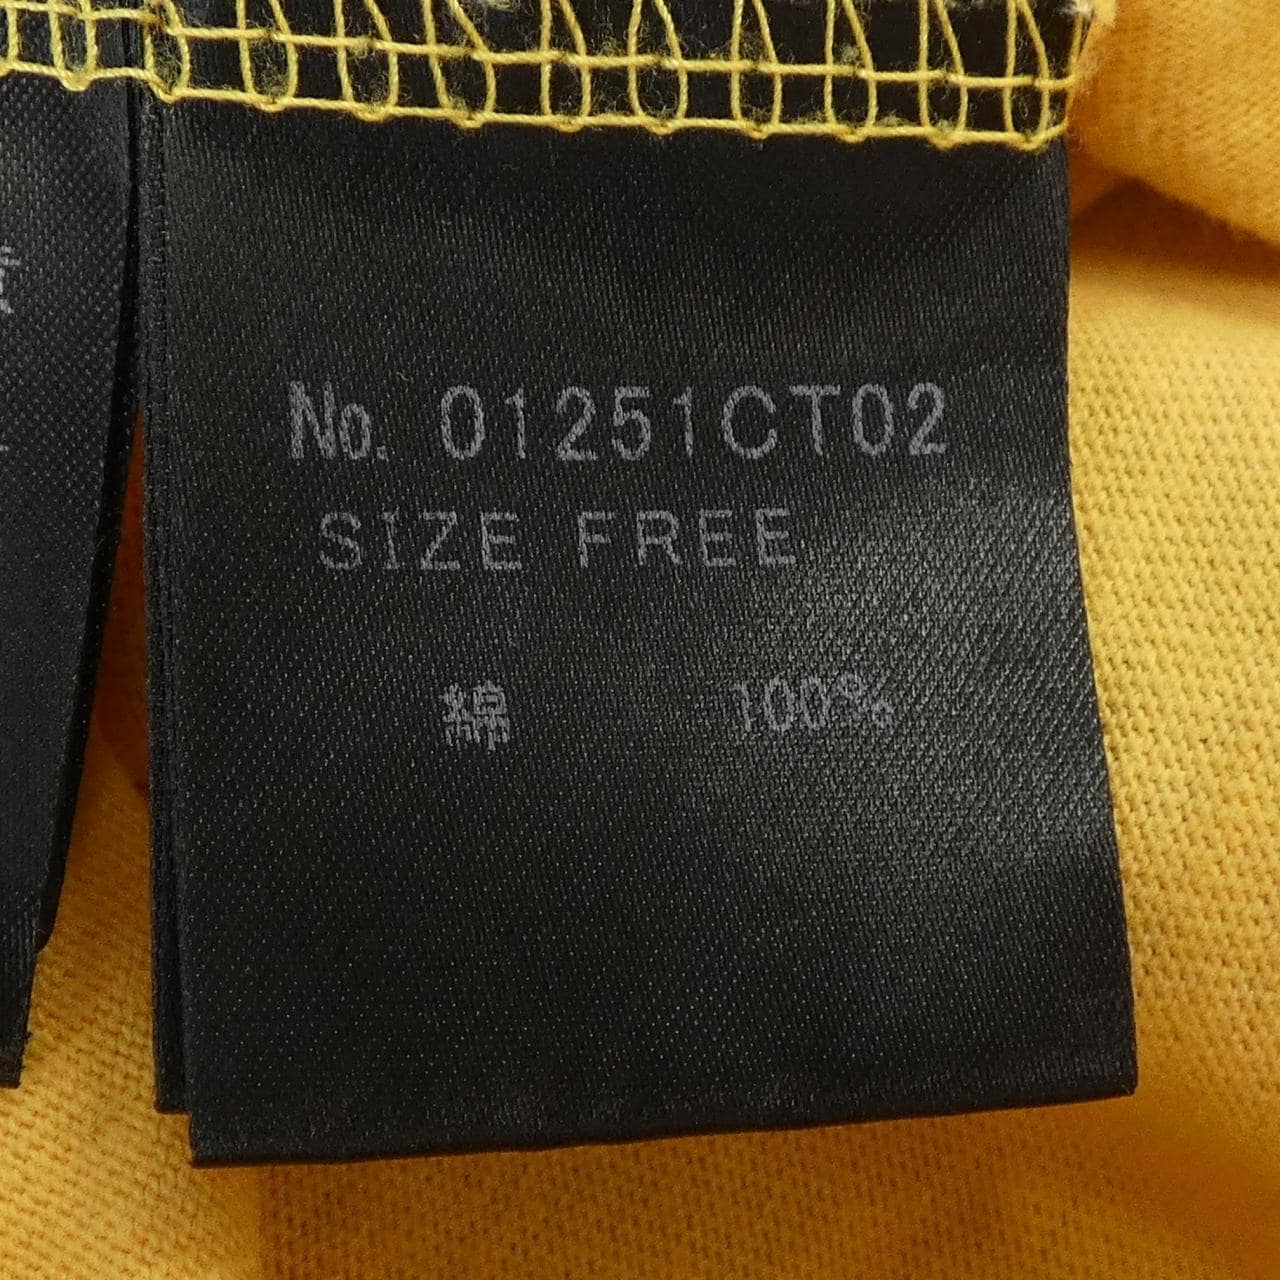 No. 01251CT02
SIZE FREE
綿 100%